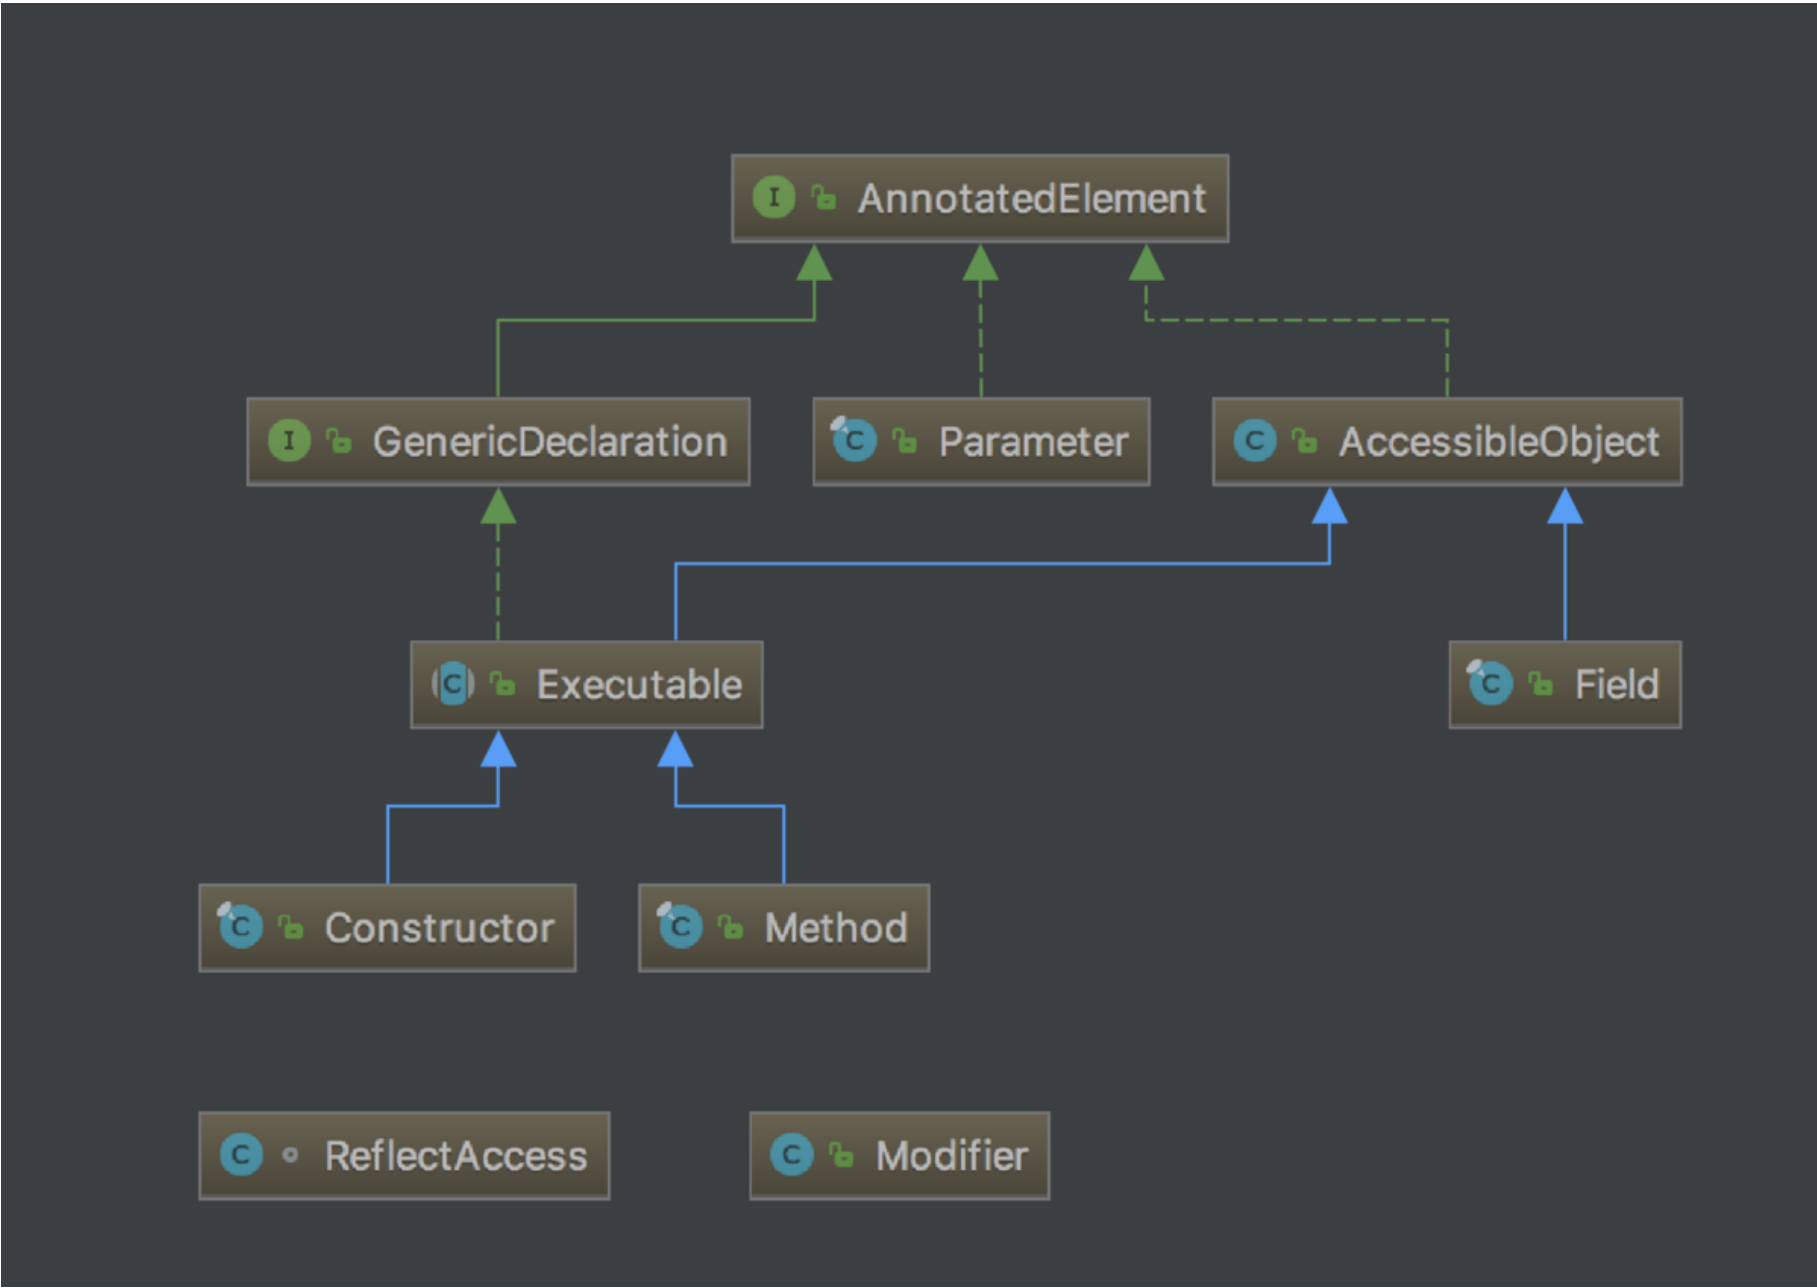 I AnnotatedElement
I GenericDeclaration
C Parameter
C AccessibleObject
C Executable
C Field
C Constructor
C Method
C ReflectAccess
C Modifier